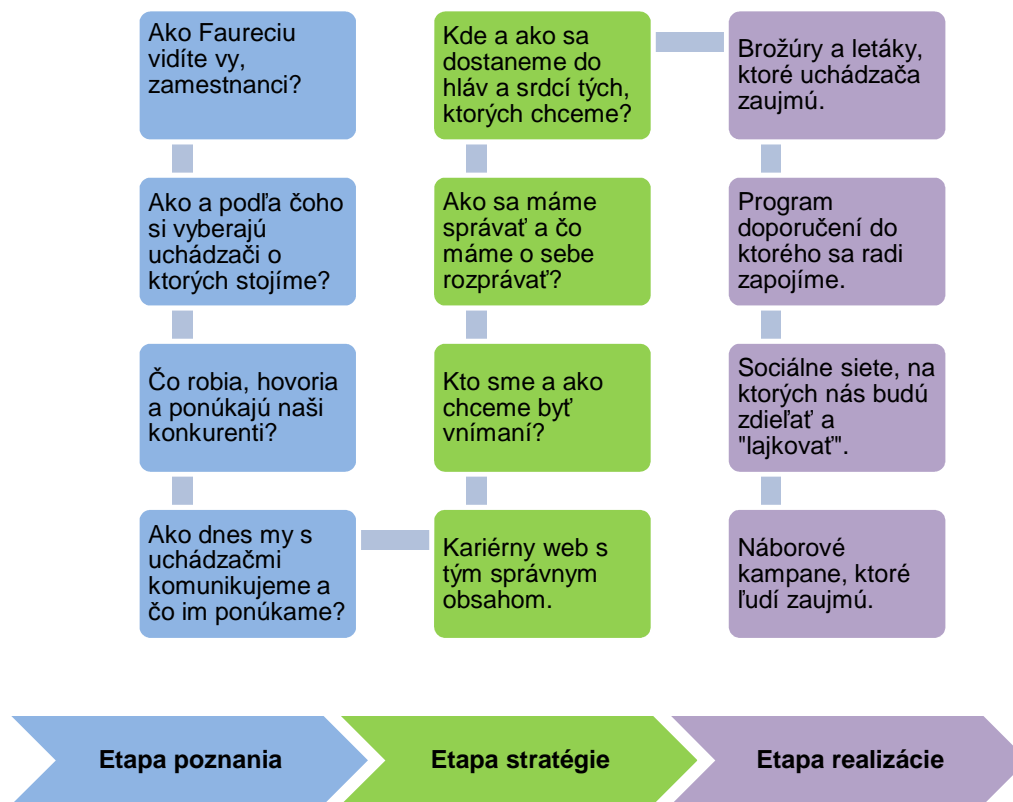 Ako Faureciu
vidíte vy,
zamestnanci?
Ako a podľa čoho
si vyberajú
uchádzači o
ktorých stojíme?
Čo robia, hovoria
a ponúkajú naši
konkurenti?
Ako dnes my s
uchádzačmi
komunikujeme a
čo im ponúkame?
Kariérny web s
tým správnym
obsahom.
Kto sme a ako
chceme byť
vnímaní?
Ako sa máme
správať a čo
máme o sebe
rozprávať?
Kde a ako sa
dostaneme do
hláv a sŕdcí tých,
ktorých chceme?
Brožúry a letáky,
ktoré uchádzača
zaujmú.
Program
doporučení do
ktorého sa radi
zapojíme.
Sociálne siete, na
ktorých nás budú
zdieľať a
"lajkovať".
Náborové
kampane, ktoré
ľudí zaujmú.
Etapa poznania
Etapa stratégie
Etapa realizácie